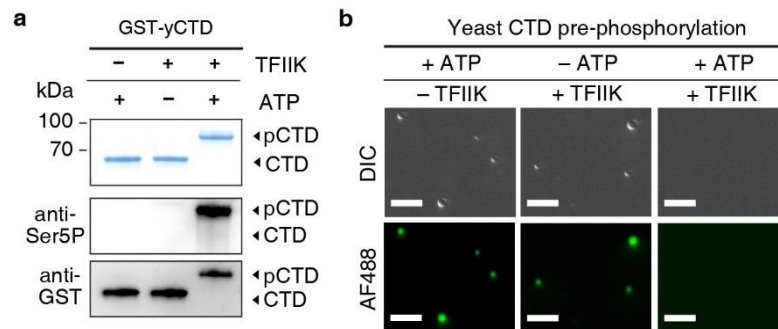 a
GST-yCTD
– + + TFIIK
kDa
+ – + ATP
100 –
70 –
◂pCTD
◂CTD
anti-
Ser5P
◂pCTD
◂CTD
anti-
GST
◂pCTD
◂CTD
b
Yeast CTD pre-phosphorylation
+ ATP – ATP + ATP
– TFIIK + TFIIK + TFIIK
DIC
AF488